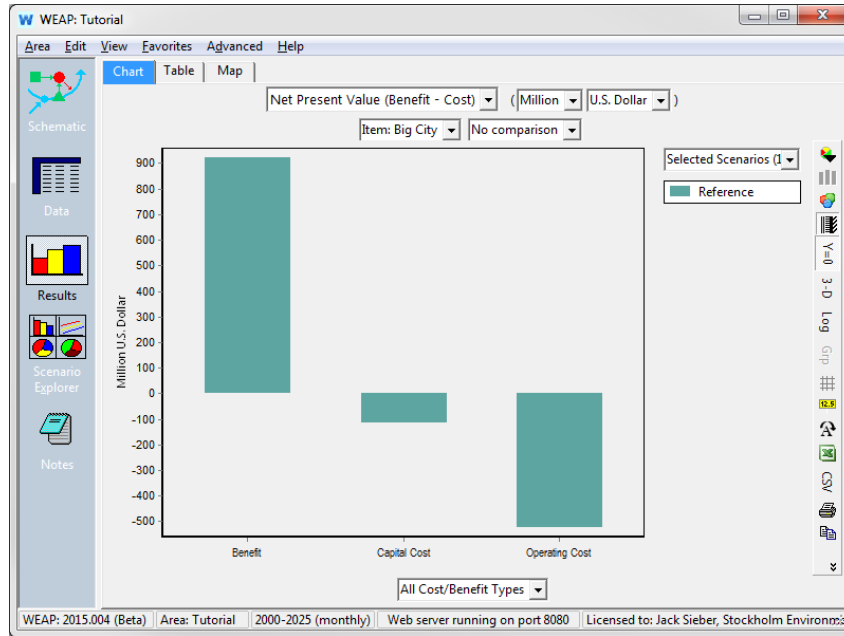 WEAP: Tutorial
Area Edit View Favorites Advanced Help
Chart Table Map
Net Present Value (Benefit - Cost) ( Million U.S. Dollar )
Item: Big City No comparison
Schematic
Data
Results
Scenario
Explorer
Notes
Million U.S. Dollar
900
800
700
600
500
400
300
200
100
0
-100
-200
-300
-400
-500
Benefit Capital Cost Operating Cost
All Cost/Benefit Types
Selected Scenarios (1
Reference
Y=0
3-D
Log
Grp
12.5
CSV
WEAP: 2015.004 (Beta) Area: Tutorial 2000-2025 (monthly) Web server running on port 8080 Licensed to: Jack Sieber, Stockholm Environm